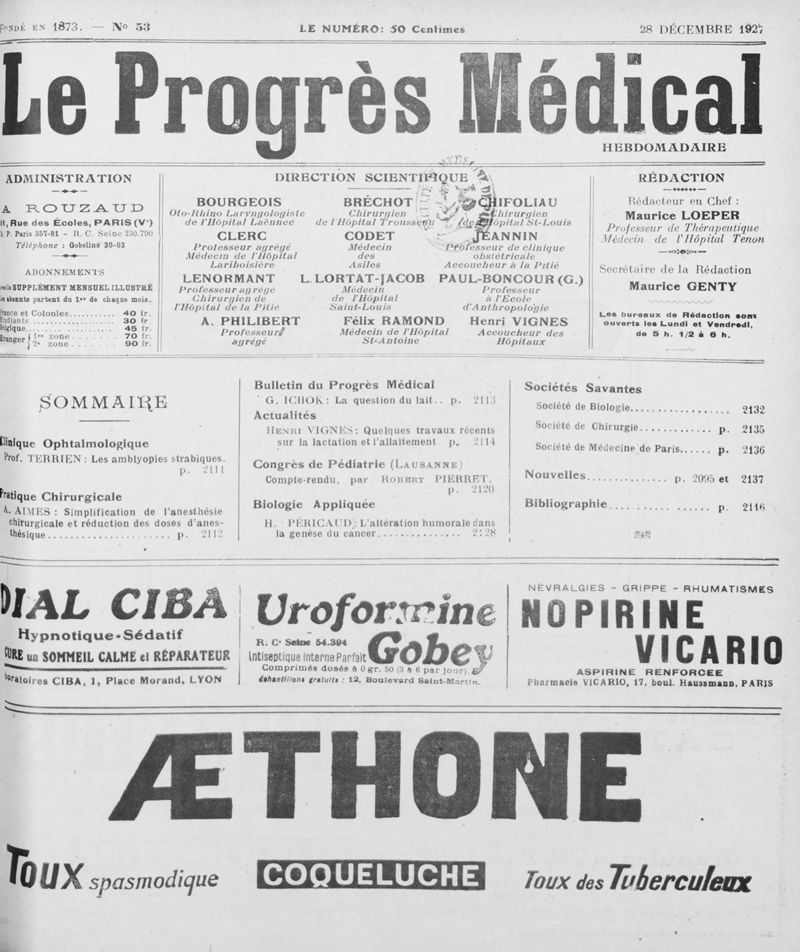 FONDÉ EN 1873. — N° 53
LE NUMÉRO: 50 Centimes
28 DÉCEMBRE 1927
Le Progrès Médical
HEBDOMADAIRE
ADMINISTRATION
A ROUZAUD
41, Rue des Écoles, PARIS (Vᵉ)
Ch P. Paris 357-81 - R. C. Seine 230.790
Téléphone : Gobelins 30-03
ABONNEMENTS
avec le SUPPLÉMENT MENSUEL ILLUSTRÉ
Les abonnts partent du 1ᵉʳ de chaque mois.
France et Colonies.......... 40 fr.
Étudiants................... 30 fr
Belgique.................... 45 fr.
Étranger { 1ʳᵉ zone........ 70 fr.
2ᵉ zone........ 90 fr.
DIRECTION SCIENTIFIQUE
BOURGEOIS
Oto-Rhino Laryngologiste
de l'Hôpital Laënnec
BRÉCHOT
Chirurgien
de l'Hôpital Trousseau
CHIFOLIAU
Chirurgien
de l'Hôpital St-Louis
CLERC
Professeur agrégé
Médecin de l'Hôpital
Lariboisière
CODET
Médecin
des
Asiles
JEANNIN
Professeur de clinique
obstétricale
Accoucheur à la Pitié
LENORMANT
Professeur agrégé
Chirurgien de
l'Hôpital de la Pitie
L. LORTAT-JACOB
Médecin
de l'Hôpital
Saint-Louis
PAUL-BONCOUR (G.)
Professeur
à l'Ecole
d'Anthropologie
A. PHILIBERT
Professeur
agrégé
Félix RAMOND
Médecin de l'Hôpital
St-Antoine
Henri VIGNES
Accoucheur des
Hôpitaux
RÉDACTION
Rédacteur en Chef :
Maurice LOEPER
Professeur de Thérapeutique
Médecin de l'Hôpital Tenon
Secrétaire de la Rédaction
Maurice GENTY
Les bureaux de Rédaction sont
ouverts les Lundi et Vendredi,
de 5 h. 1/2 à 6 h.
SOMMAIRE
Clinique Ophtalmologique
Prof. TERRIEN : Les amblyopies strabiques.
p. 2111
Pratique Chirurgicale
A. AIMES : Simplification de l'anesthésie
chirurgicale et réduction des doses d'anes-
thésique..................... p. 2112
Bulletin du Progrès Médical
G. ICHOK: La question du lait.. p. 2113
Actualités
HENRI VIGNES: Quelques travaux récents
sur la lactation et l'allaitement p. 2114
Congrès de Pédiatrie (LAUSANNE)
Compte-rendu, par ROBERT PIERRET.
p. 2120
Biologie Appliquée
H. PÉRICAUD: L'altération humorale dans
la genèse du cancer.............. 2128
Sociétés Savantes
Société de Biologie................. 2132
Société de Chirurgie............ p. 2135
Société de Médecine de Paris...... p. 2136
Nouvelles.............. p. 2095 et 2137
Bibliographie................. p. 2116
DIAL CIBA
Hypnotique-Sédatif
PROCURE un SOMMEIL CALME et RÉPARATEUR
Laboratoires CIBA, 1, Place Morand, LYON
Uroformine
Gobey
R. C. Seine 54.394
Antiseptique Interne Parfait
Comprimés dosés à 0 gr. 50 (3 à 6 par jour).
échantillons gratuits : 12, Boulevard Saint-Martin.
NÉVRALGIES - GRIPPE - RHUMATISMES
NOPIRINE
VICARIO
ASPIRINE RENFORCÉE
Pharmacie VICARIO, 17, boul. Haussmann, PARIS
ÆTHONE
Toux spasmodique
COQUELUCHE
Toux des Tuberculeux